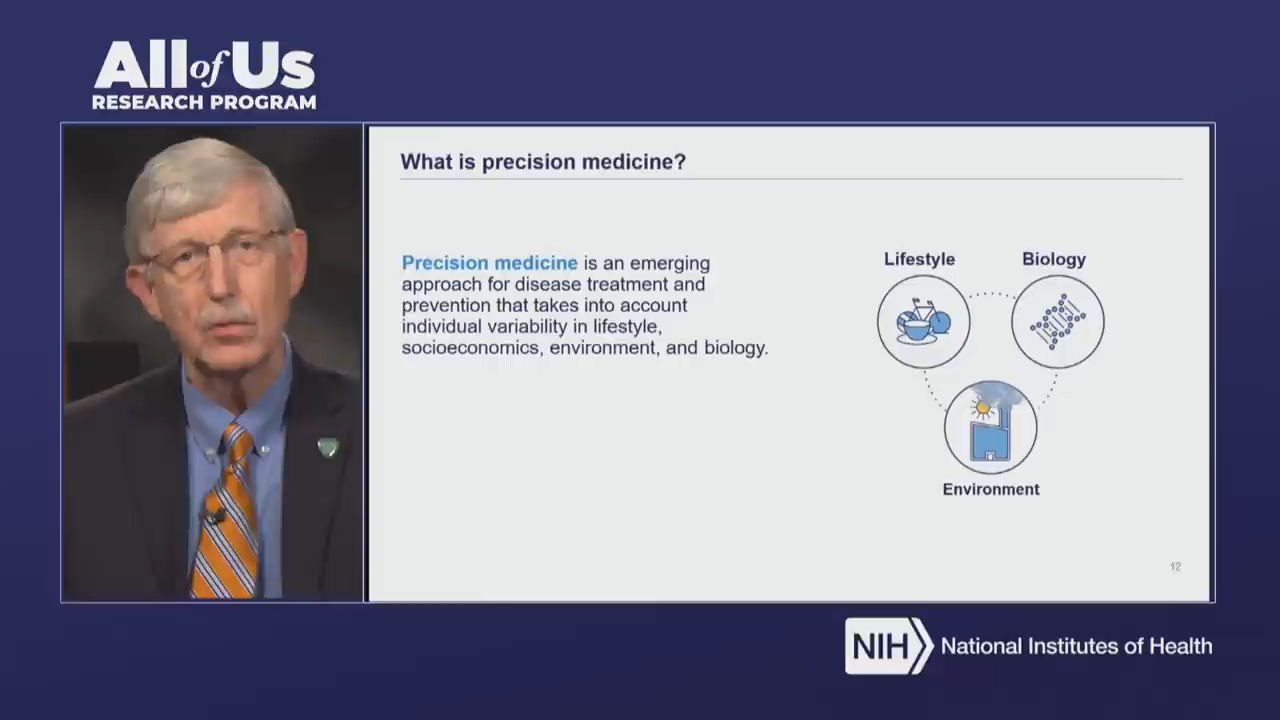 All of Us
RESEARCH PROGRAM
What is precision medicine?
Precision medicine is an emerging
approach for disease treatment and
prevention that takes into account
individual variability in lifestyle,
socioeconomics, environment, and biology.
Lifestyle
Biology
Environment
12
NIH
National Institutes of Health